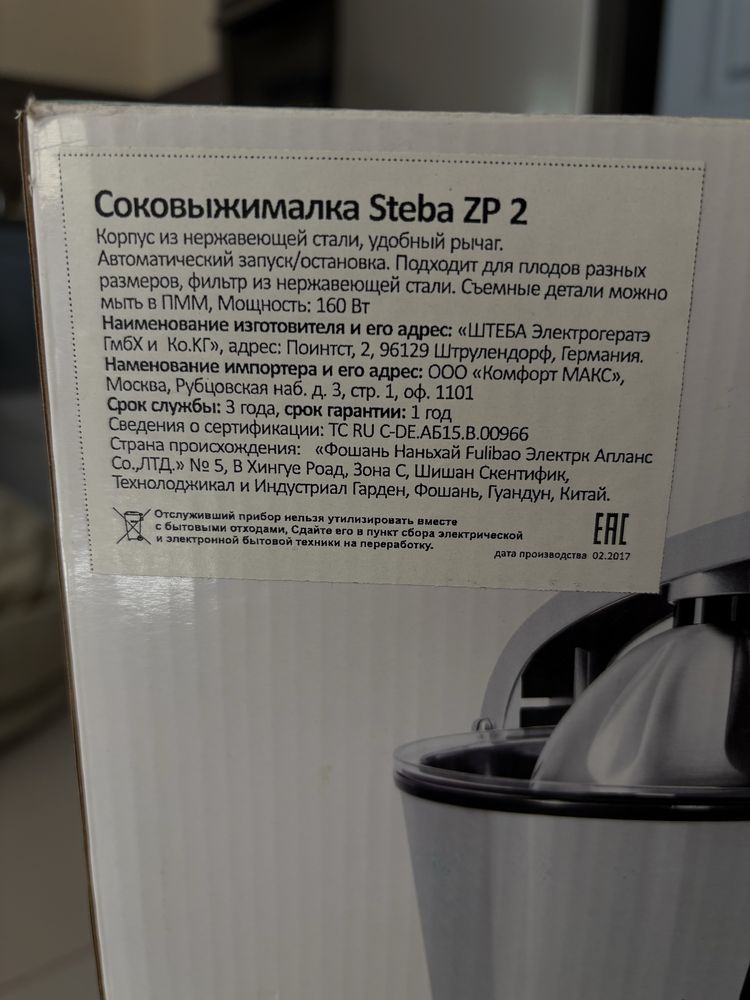 Соковыжималка Steba ZP 2
Корпус из нержавеющей стали, удобный рычаг.
Автоматический запуск/остановка. Подходит для плодов разных
размеров, фильтр из нержавеющей стали. Съемные детали можно
мыть в ПММ, Мощность: 160 Вт
Наименование изготовителя и его адрес: «ШТЕБА Электрогератэ
ГмбХ и Ко.КГ», адрес: Поинтст, 2, 96129 Штрулендорф, Германия.
Наменование импортера и его адрес: ООО «Комфорт МАКС»,
Москва, Рубцовская наб. д. 3, стр. 1, оф. 1101
Срок службы: 3 года, срок гарантии: 1 год
Сведения о сертификации: ТС RU C-DE.АБ15.В.00966
Страна происхождения: «Фошань Наньхай Fulibao Электрк Апланс
Со.,ЛТД.» № 5, В Хингуе Роад, Зона С, Шишан Скентифик,
Технолоджикал и Индустриал Гарден, Фошань, Гуандун, Китай.
Отслуживший прибор нельзя утилизировать вместе
с бытовыми отходами, Сдайте его в пункт сбора электрической
и электронной бытовой техники на переработку.
ЕАС
дата производства 02.2017